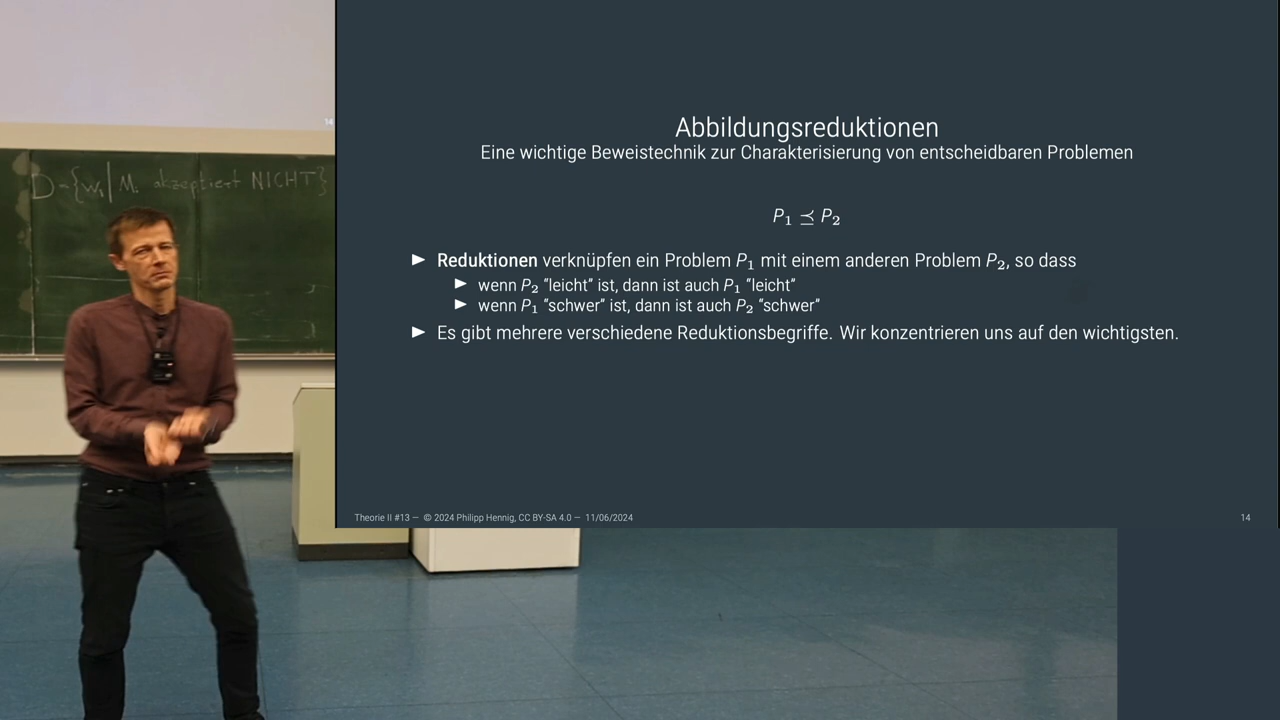 Abbildungsreduktionen
Eine wichtige Beweistechnik zur Charakterisierung von entscheidbaren Problemen
P₁ ⪯ P₂
► Reduktionen verknüpfen ein Problem P₁ mit einem anderen Problem P₂, so dass
► wenn P₂ “leicht” ist, dann ist auch P₁ “leicht”
► wenn P₁ “schwer” ist, dann ist auch P₂ “schwer”
► Es gibt mehrere verschiedene Reduktionsbegriffe. Wir konzentrieren uns auf den wichtigsten.
Theorie II #13 — © 2024 Philipp Hennig, CC BY-SA 4.0 — 11/06/2024
14
14
D={wᵢ| Mᵢ akzeptiert NICHT}